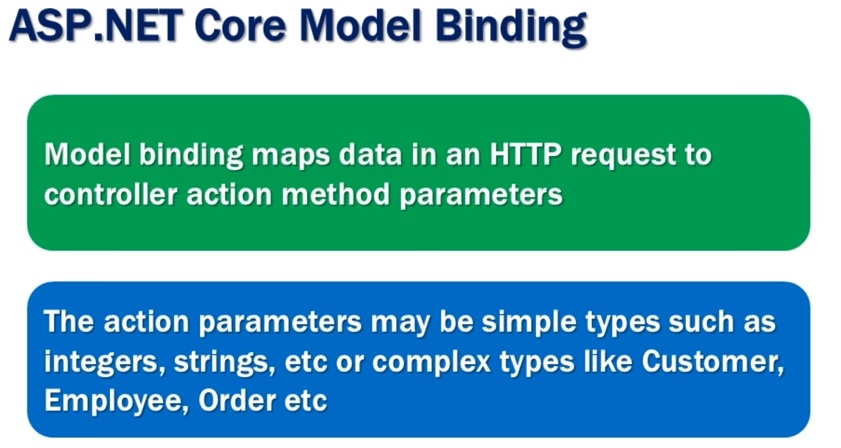 ASP.NET Core Model Binding
Model binding maps data in an HTTP request to
controller action method parameters
The action parameters may be simple types such as
integers, strings, etc or complex types like Customer,
Employee, Order etc